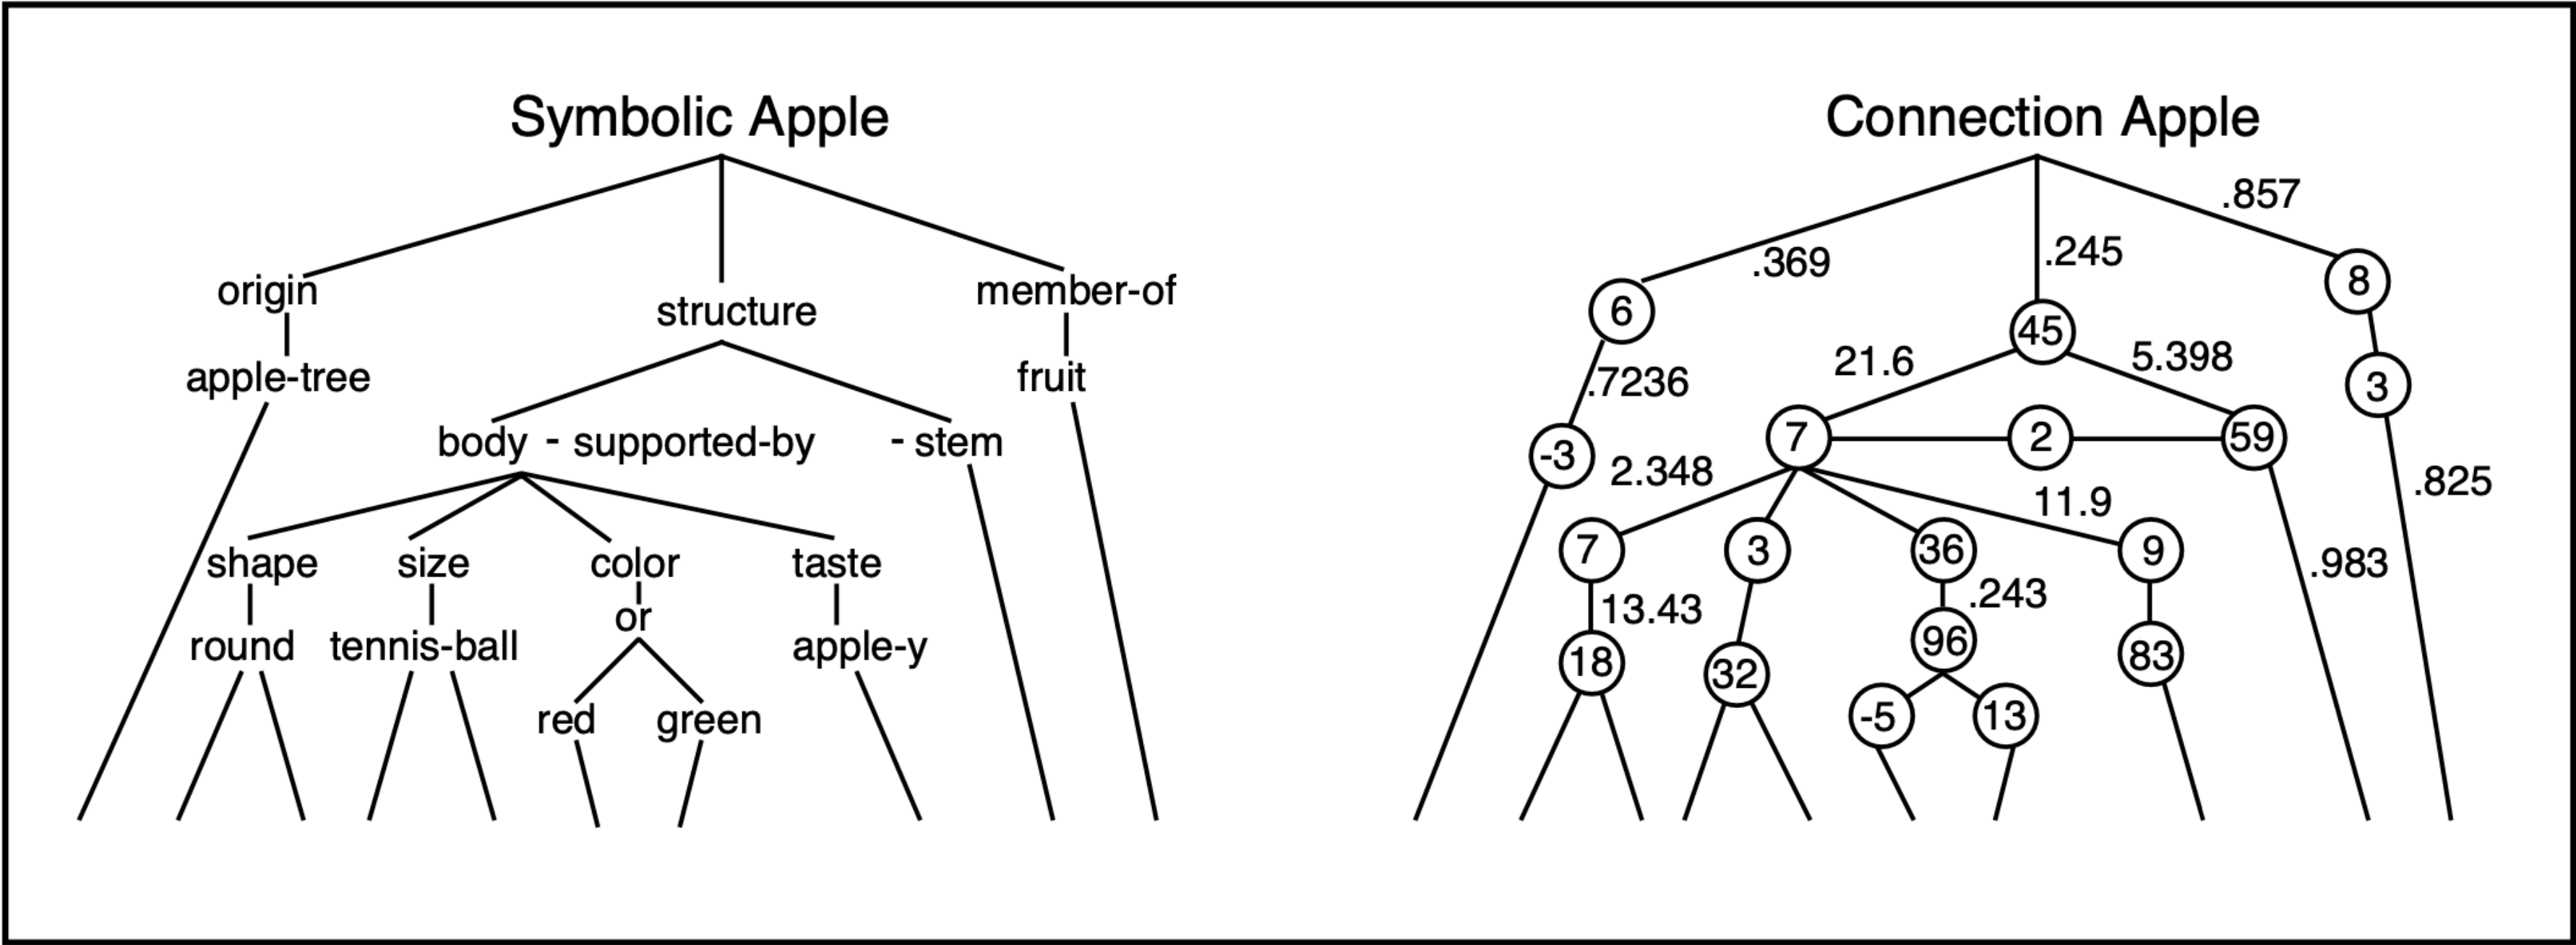 Symbolic Apple
origin
structure
member-of
apple-tree
fruit
body - supported-by - stem
shape size color taste
or
round tennis-ball apple-y
red green
Connection Apple
.857
.369 .245
6 8
45
21.6 5.398
.7236 3
7 2 59
-3
2.348 .825
11.9
7 3 36 9
.983
13.43 .243
96
18 32 83
-5 13